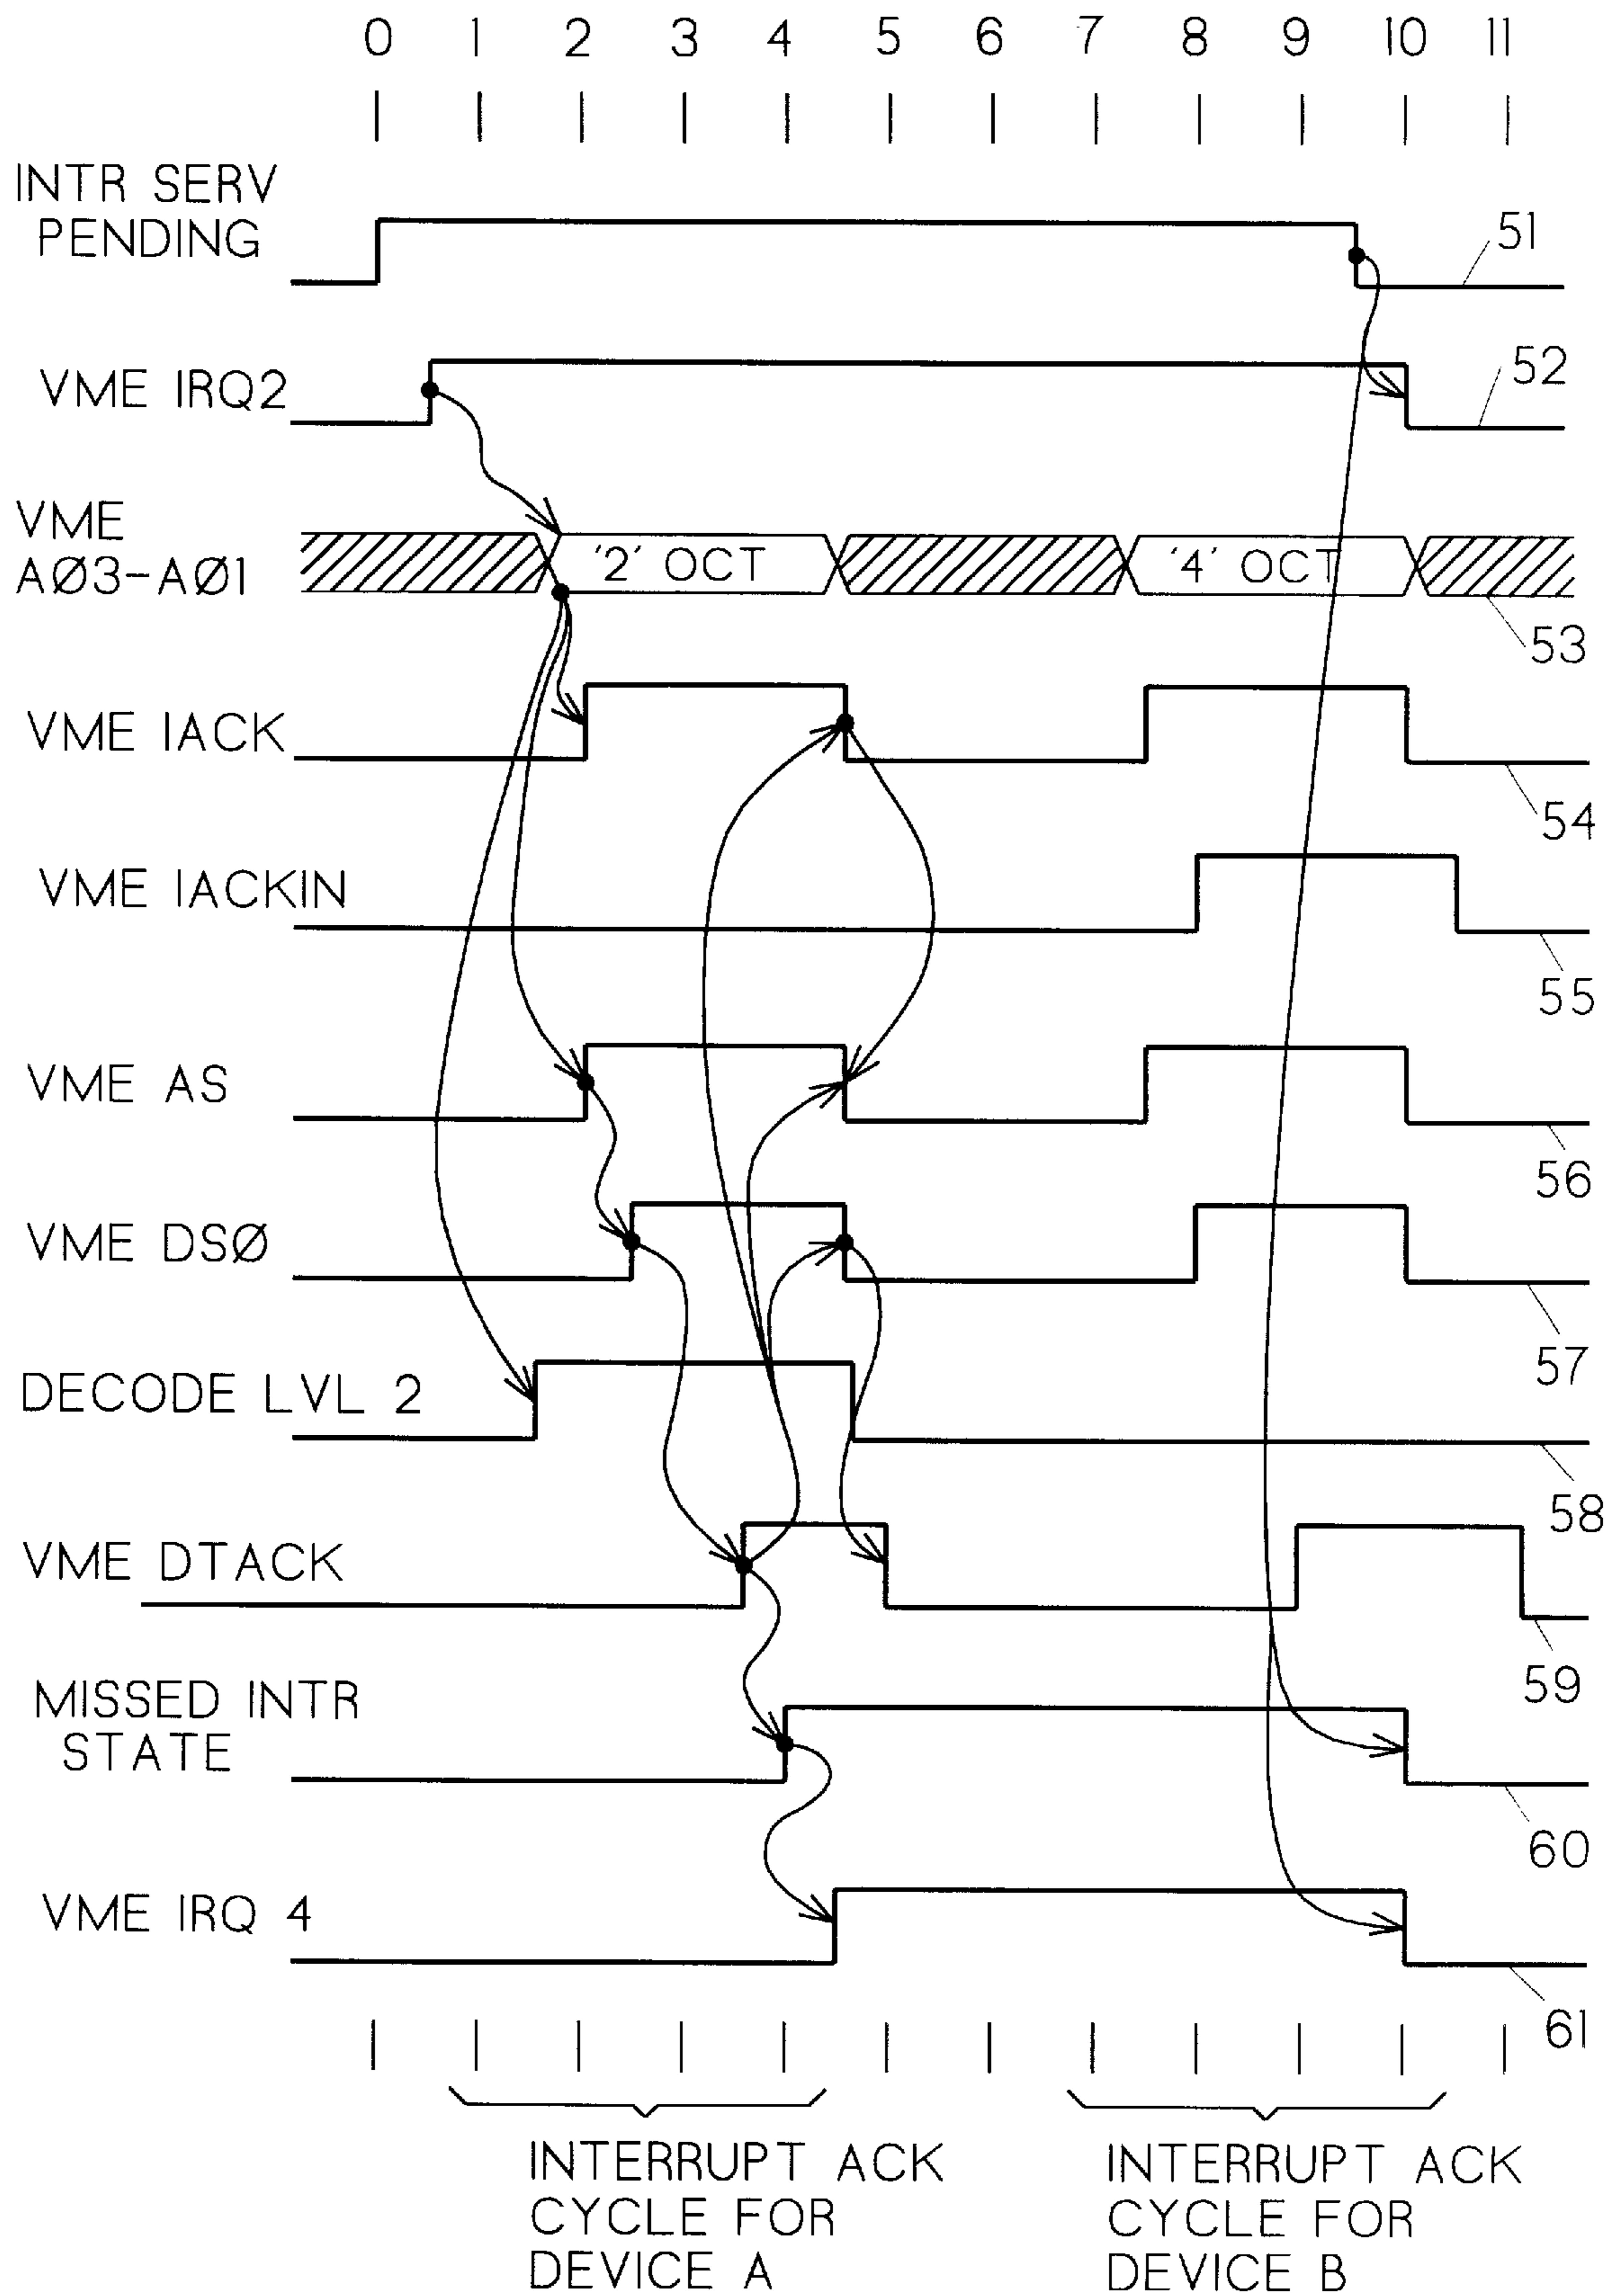 0 1 2 3 4 5 6 7 8 9 10 11
INTR SERV
PENDING
51
VME IRQ2
52
VME
AØ3-AØ1
'2' OCT
'4' OCT
53
VME IACK
54
VME IACKIN
55
VME AS
56
VME DSØ
57
DECODE LVL 2
58
VME DTACK
59
MISSED INTR
STATE
60
VME IRQ 4
61
INTERRUPT ACK
CYCLE FOR
DEVICE A
INTERRUPT ACK
CYCLE FOR
DEVICE B